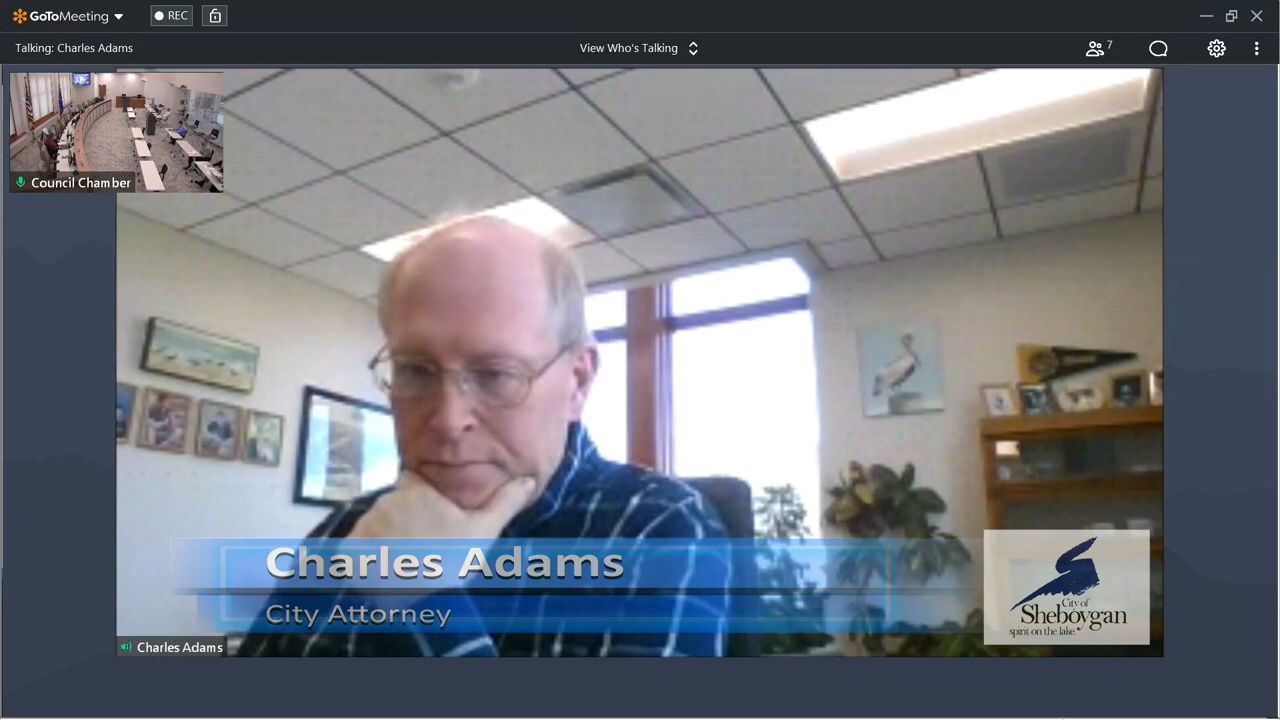 GoToMeeting
REC
Talking: Charles Adams
View Who's Talking
7
Council Chamber
Charles Adams
City Attorney
City of
Sheboygan
spirit on the lake.
Charles Adams